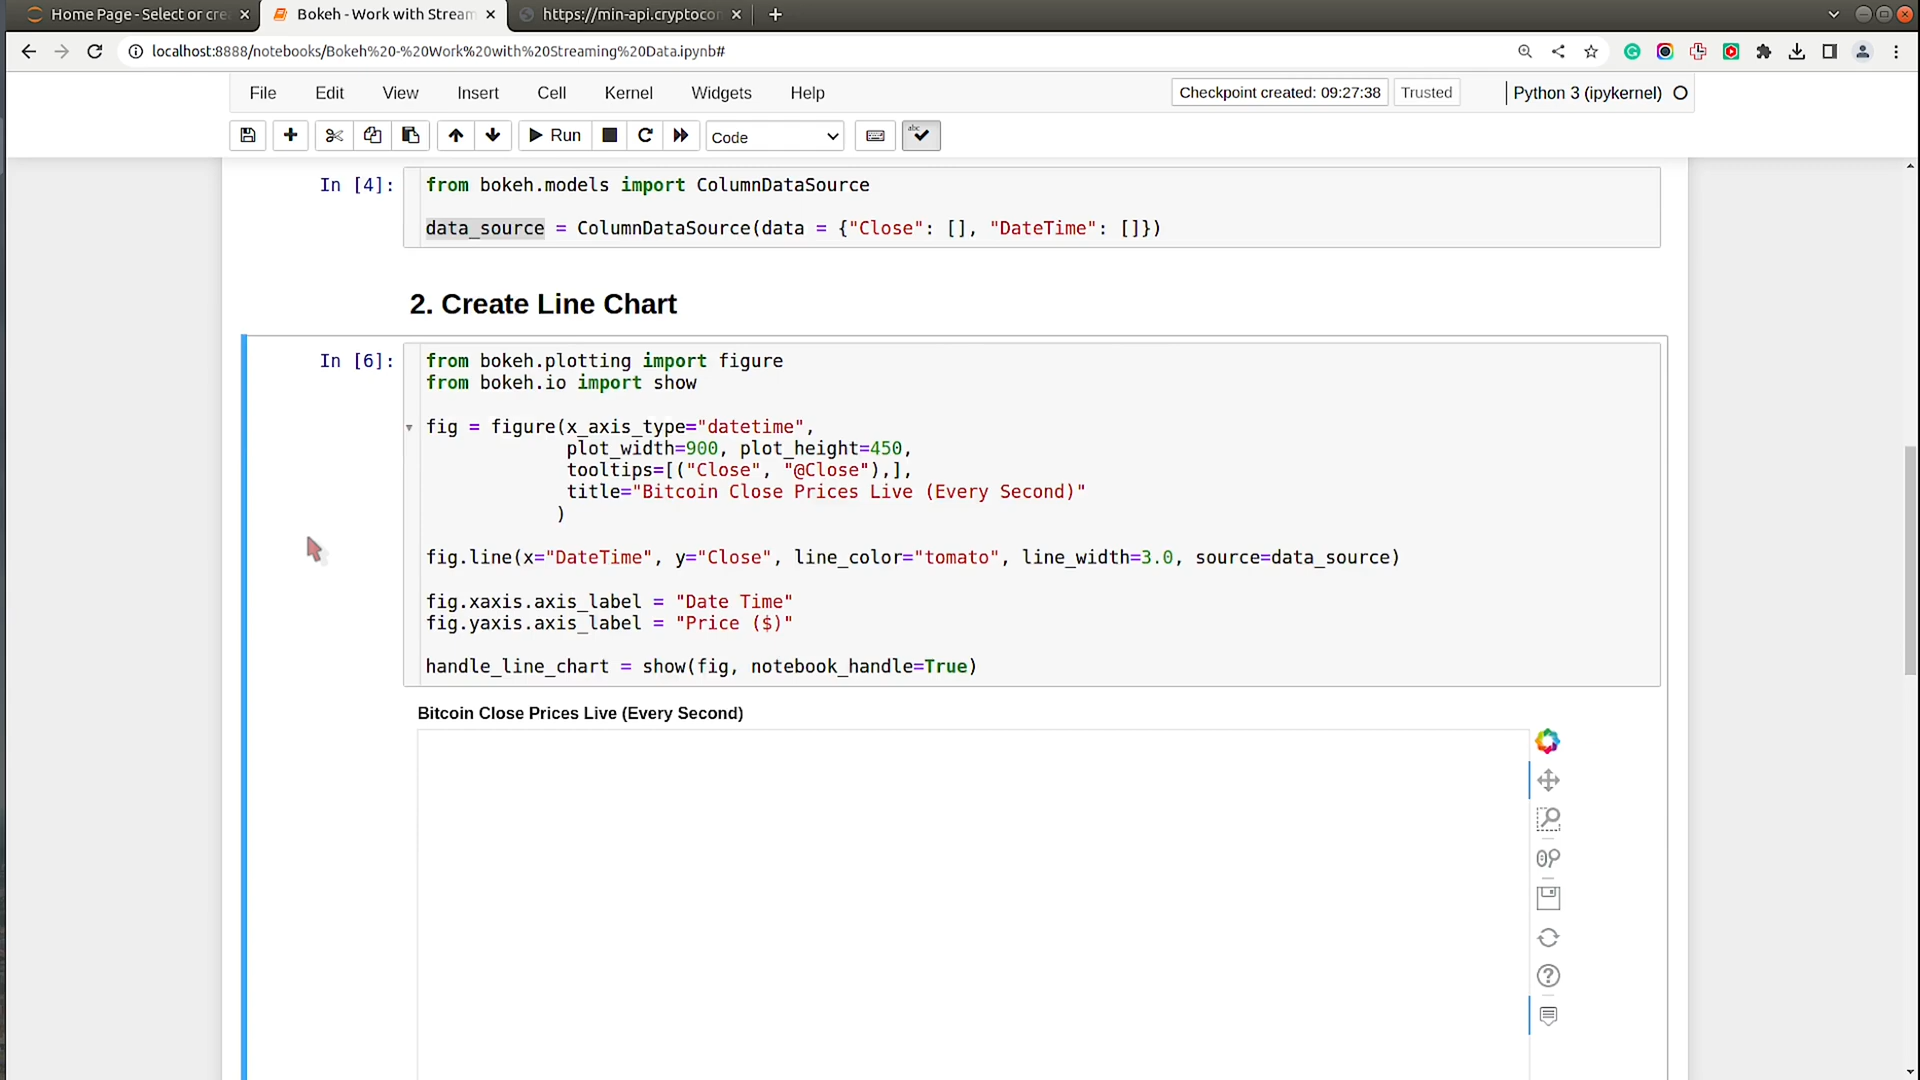 Home Page - Select or cre
Bokeh - Work with Stream
https://min-api.cryptocon
localhost:8888/notebooks/Bokeh%20-%20Work%20with%20Streaming%20Data.ipynb#
File Edit View Insert Cell Kernel Widgets Help
Checkpoint created: 09:27:38
Trusted
Python 3 (ipykernel)
Run
Code
abc
In [4]:
from bokeh.models import ColumnDataSource
data_source = ColumnDataSource(data = {"Close": [], "DateTime": []})
2. Create Line Chart
In [6]:
from bokeh.plotting import figure
from bokeh.io import show
fig = figure(x_axis_type="datetime",
plot_width=900, plot_height=450,
tooltips=[("Close", "@Close"),],
title="Bitcoin Close Prices Live (Every Second)"
)
fig.line(x="DateTime", y="Close", line_color="tomato", line_width=3.0, source=data_source)
fig.xaxis.axis_label = "Date Time"
fig.yaxis.axis_label = "Price ($)"
handle_line_chart = show(fig, notebook_handle=True)
Bitcoin Close Prices Live (Every Second)